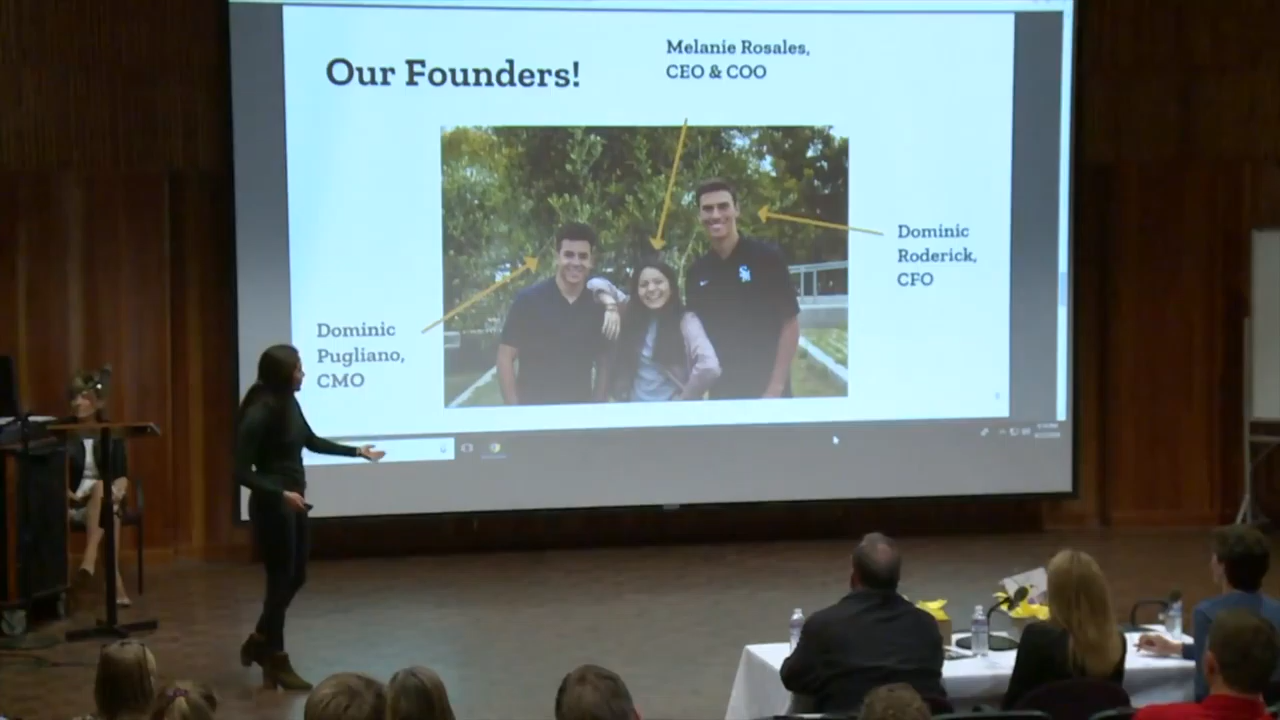 Our Founders!
Melanie Rosales,
CEO & COO
Dominic
Roderick,
CFO
Dominic
Pugliano,
CMO